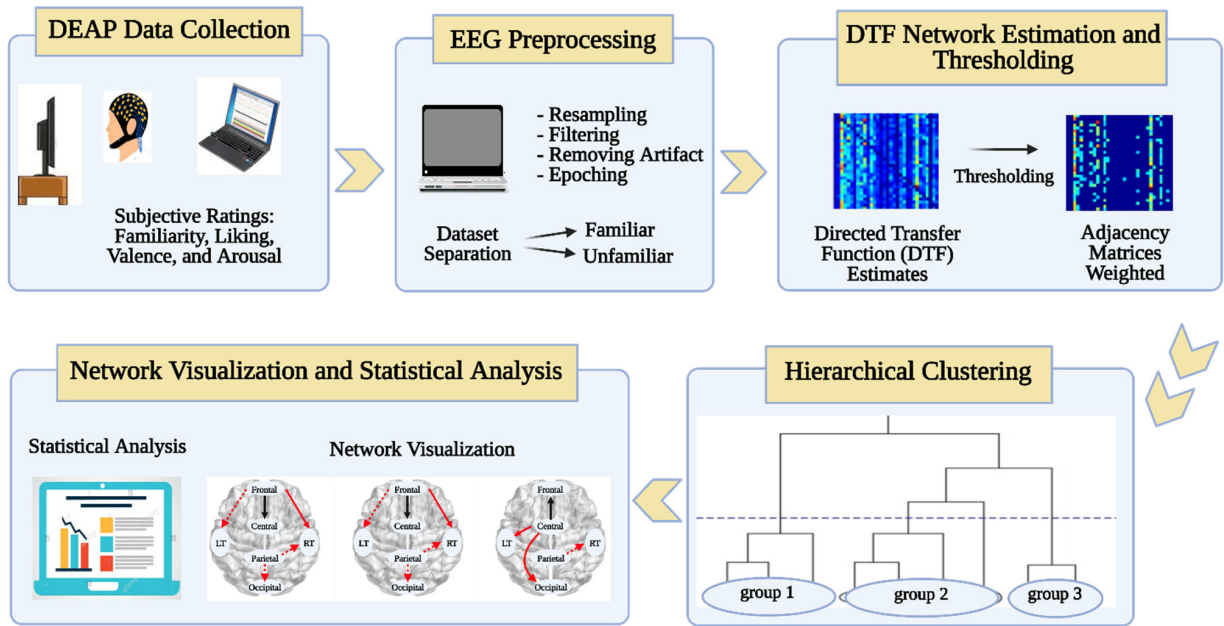 DEAP Data Collection
Subjective Ratings:
Familiarity, Liking,
Valence, and Arousal
EEG Preprocessing
- Resampling
- Filtering
- Removing Artifact
- Epoching
Dataset
Separation
Familiar
Unfamiliar
DTF Network Estimation and
Thresholding
Thresholding
Directed Transfer
Function (DTF)
Estimates
Adjacency
Matrices
Weighted
Network Visualization and Statistical Analysis
Statistical Analysis
Network Visualization
Frontal
Central
LT
RT
Parietal
Occipital
Frontal
Central
LT
RT
Parietal
Occipital
Frontal
Central
LT
RT
Parietal
Occipital
Hierarchical Clustering
group 1
group 2
group 3